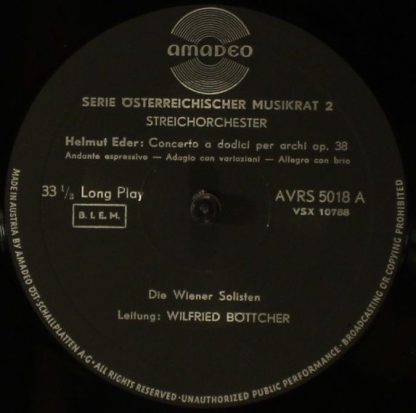 AMADEO
SERIE ÖSTERREICHISCHER MUSIKRAT 2
STREICHORCHESTER
Helmut Eder: Concerto a dodici per archi op. 38
Andante espressivo — Adagio con variazioni — Allegro con brio
33 1/3 Long Play
AVRS 5018 A
B. I. E. M.
VSX 10788
Die Wiener Solisten
Leitung: WILFRIED BÖTTCHER
MADE IN AUSTRIA BY AMADEO ÖST. SCHALLPLATTEN A-G · ALL RIGHTS RESERVED · UNAUTHORIZED PUBLIC PERFORMANCE · BROADCASTING OR COPYING PROHIBITED